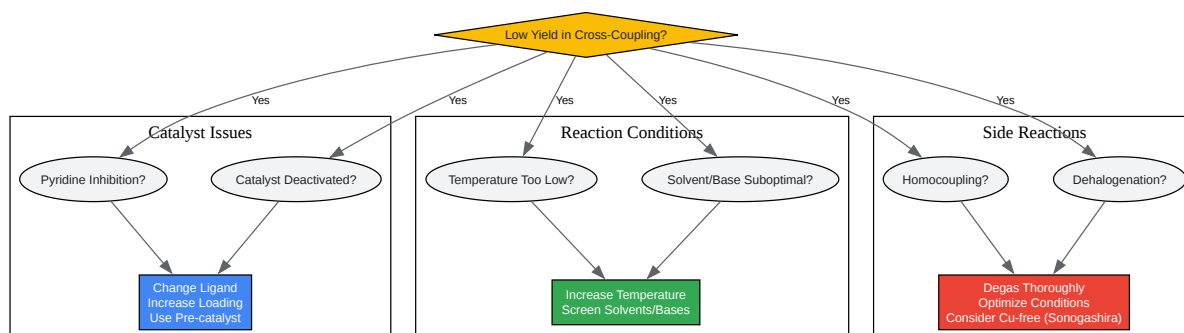 Low Yield in Cross-Coupling?
Yes
Yes
Yes
Yes
Yes
Yes
Catalyst Issues
Reaction Conditions
Side Reactions
Pyridine Inhibition?
Catalyst Deactivated?
Temperature Too Low?
Solvent/Base Suboptimal?
Homocoupling?
Dehalogenation?
Change Ligand
Increase Loading
Use Pre-catalyst
Increase Temperature
Screen Solvents/Bases
Degas Thoroughly
Optimize Conditions
Consider Cu-free (Sonogashira)